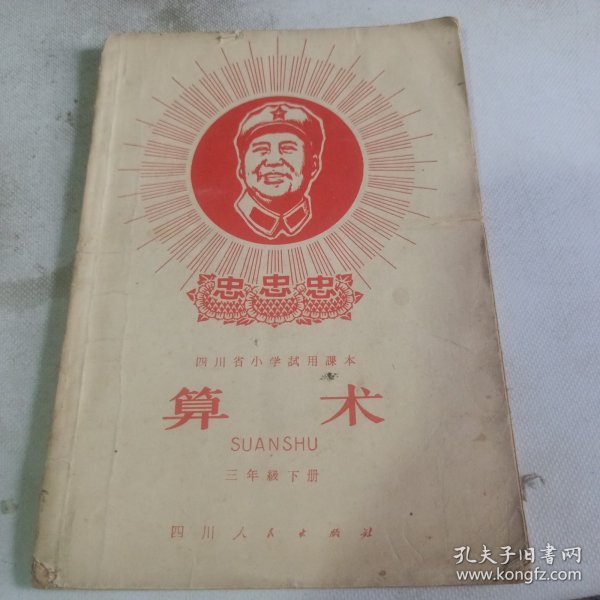 忠忠忠
四川省小学試用課本
算术
SUANSHU
三年級下册
四川人民出版社
孔夫子旧书网
www.kongfz.com